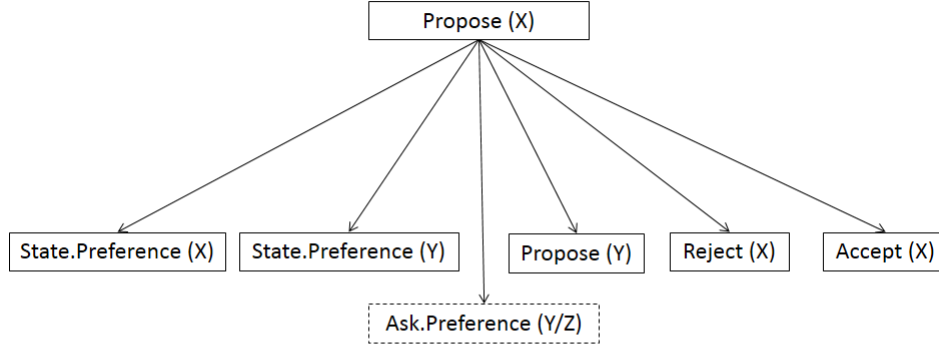 Propose (X)
State.Preference (X)
State.Preference (Y)
Propose (Y)
Reject (X)
Accept (X)
Ask.Preference (Y/Z)